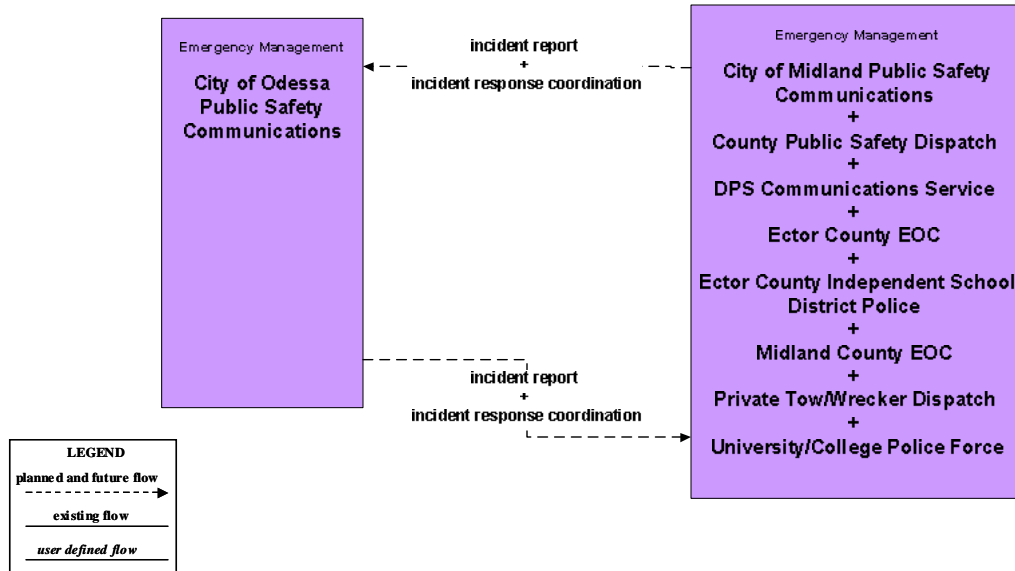 Emergency Management
City of Odessa
Public Safety
Communications
incident report
+
incident response coordination
Emergency Management
City of Midland Public Safety
Communications
+
County Public Safety Dispatch
+
DPS Communications Service
+
Ector County EOC
+
Ector County Independent School
District Police
+
Midland County EOC
+
Private Tow/Wrecker Dispatch
+
University/College Police Force
incident report
+
incident response coordination
LEGEND
planned and future flow
existing flow
user defined flow